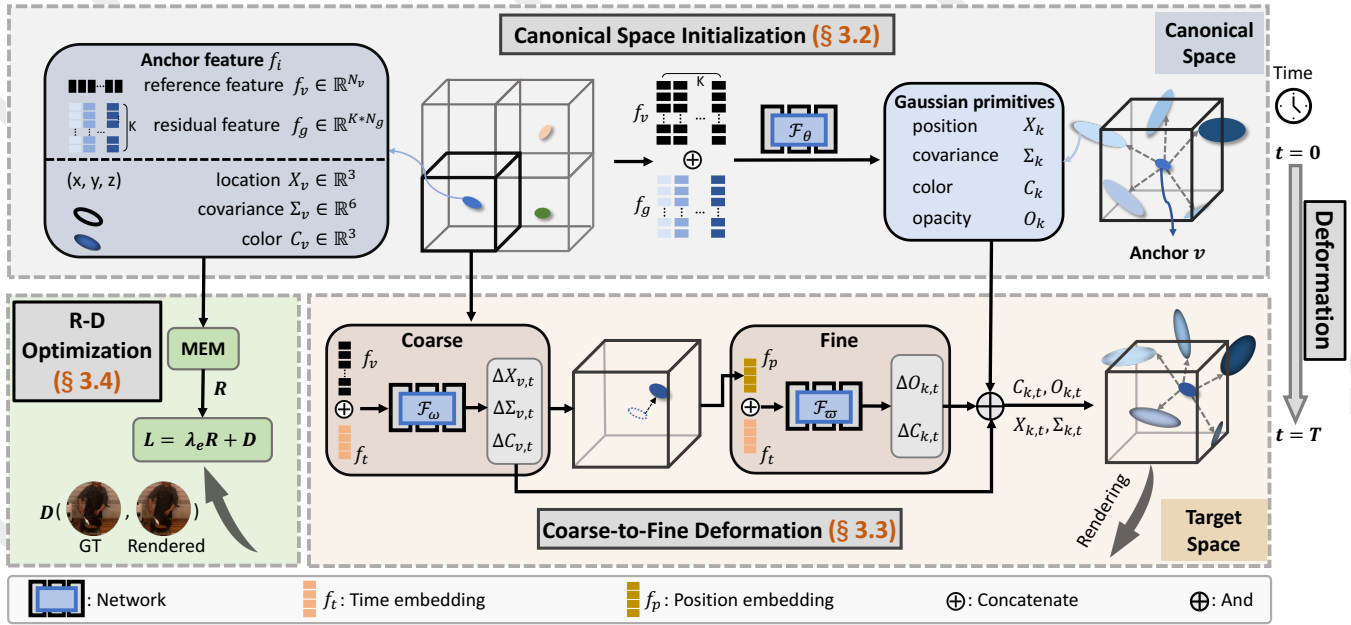 Canonical Space Initialization (§ 3.2)
Canonical
Space
Anchor feature f_i
reference feature f_v ∈ ℝ^{N_v}
residual feature f_g ∈ ℝ^{K*N_g}
K
(x, y, z) location X_v ∈ ℝ^3
covariance Σ_v ∈ ℝ^6
color C_v ∈ ℝ^3
K
f_v
⊕
f_g
F_θ
Gaussian primitives
position X_k
covariance Σ_k
color C_k
opacity O_k
Anchor v
Time
t = 0
Deformation
t = T
R-D
Optimization
(§ 3.4)
MEM
R
L = λ_e R + D
D( , )
GT Rendered
Coarse
f_v
⊕
f_t
F_ω
ΔX_{v,t}
ΔΣ_{v,t}
ΔC_{v,t}
Fine
f_p
⊕
f_t
F_ϖ
ΔO_{k,t}
ΔC_{k,t}
⊕
C_{k,t}, O_{k,t}
X_{k,t}, Σ_{k,t}
Rendering
Coarse-to-Fine Deformation (§ 3.3)
Target
Space
: Network
f_t : Time embedding
f_p : Position embedding
⊕ : Concatenate
⊕ : And